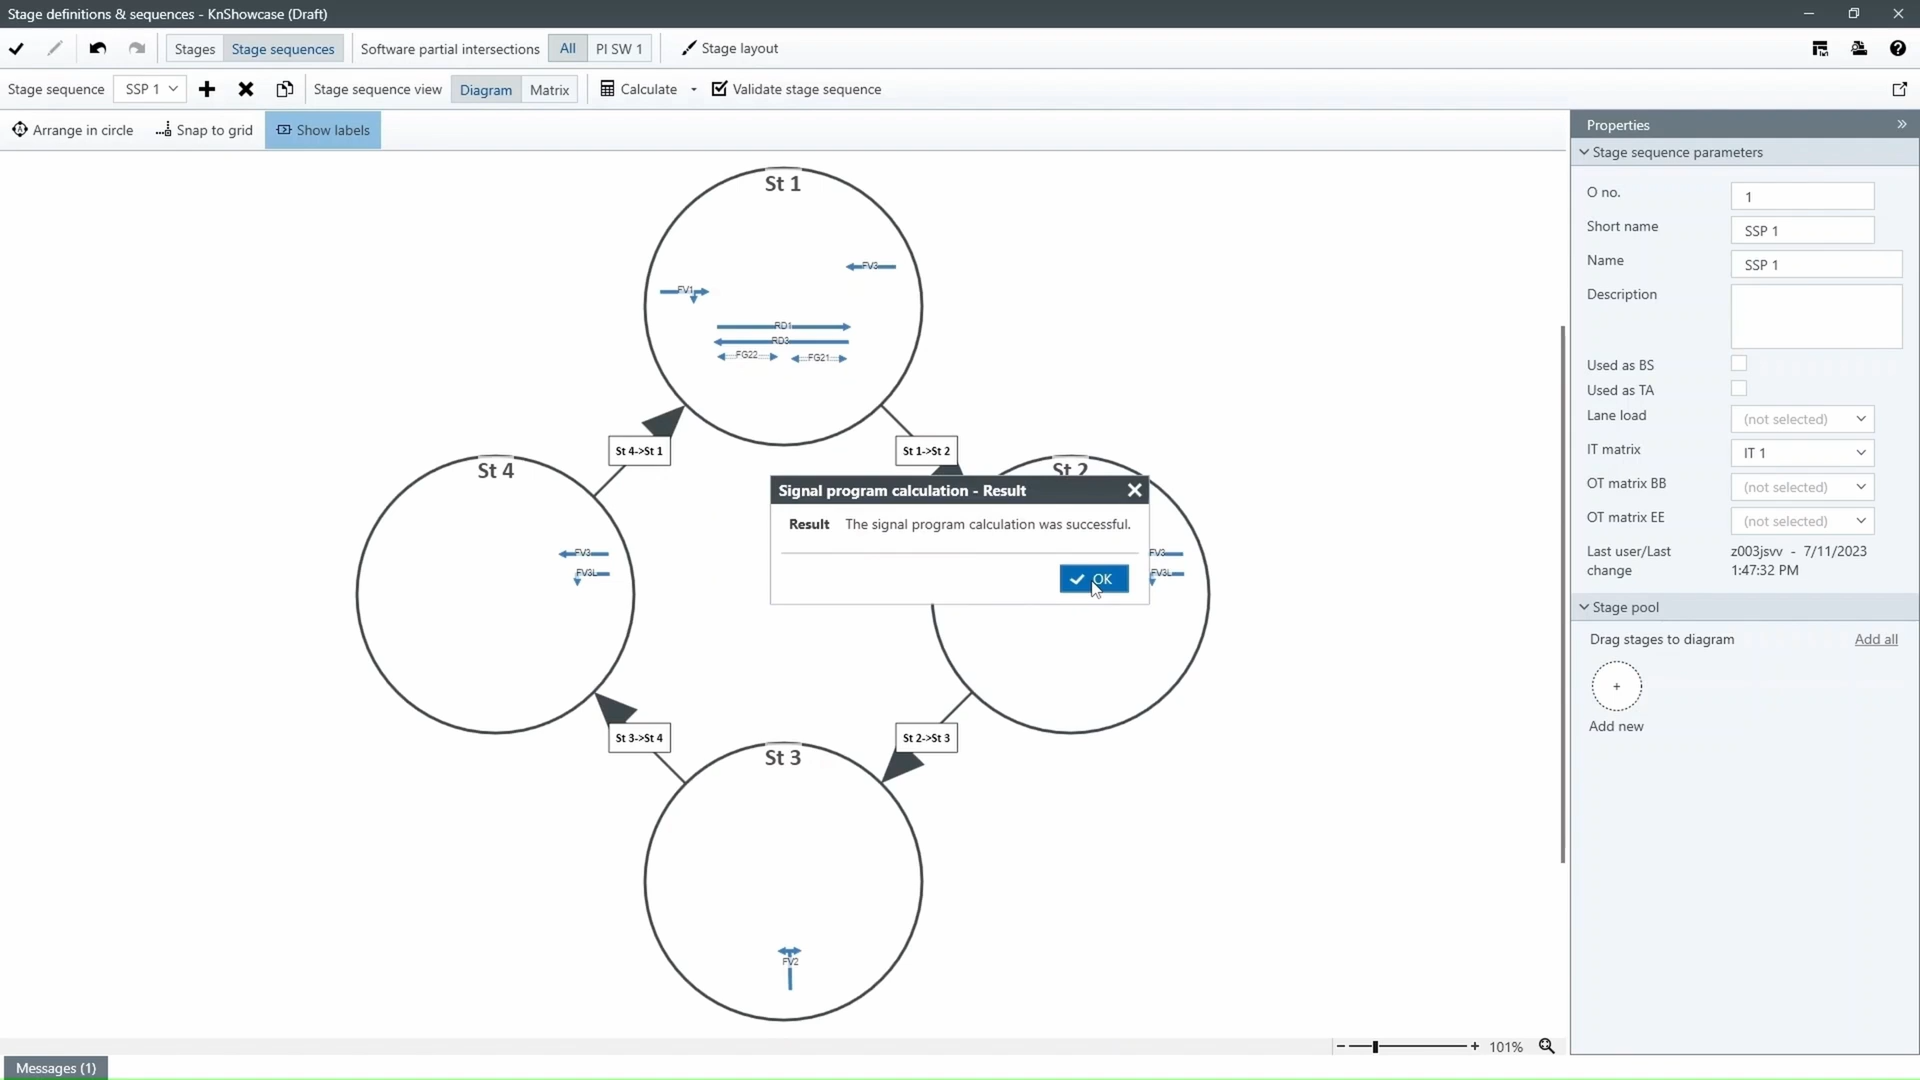 Stage definitions & sequences - KnShowcase (Draft)
Stages Stage sequences Software partial intersections All PI SW 1 Stage layout
Stage sequence SSP 1 Stage sequence view Diagram Matrix Calculate Validate stage sequence
Arrange in circle Snap to grid Show labels
St 1
FV3
FV1
RD1
RD3
FG22 FG21
St 4->St 1
St 1->St 2
St 4
St 2
Signal program calculation - Result
Result The signal program calculation was successful.
OK
FV3
FV3L
FV3
FV3L
St 3->St 4
St 2->St 3
St 3
FV2
Properties
Stage sequence parameters
O no. 1
Short name SSP 1
Name SSP 1
Description
Used as BS
Used as TA
Lane load (not selected)
IT matrix IT 1
OT matrix BB (not selected)
OT matrix EE (not selected)
Last user/Last change z003jsvv - 7/11/2023 1:47:32 PM
Stage pool
Drag stages to diagram Add all
+
Add new
101%
Messages (1)